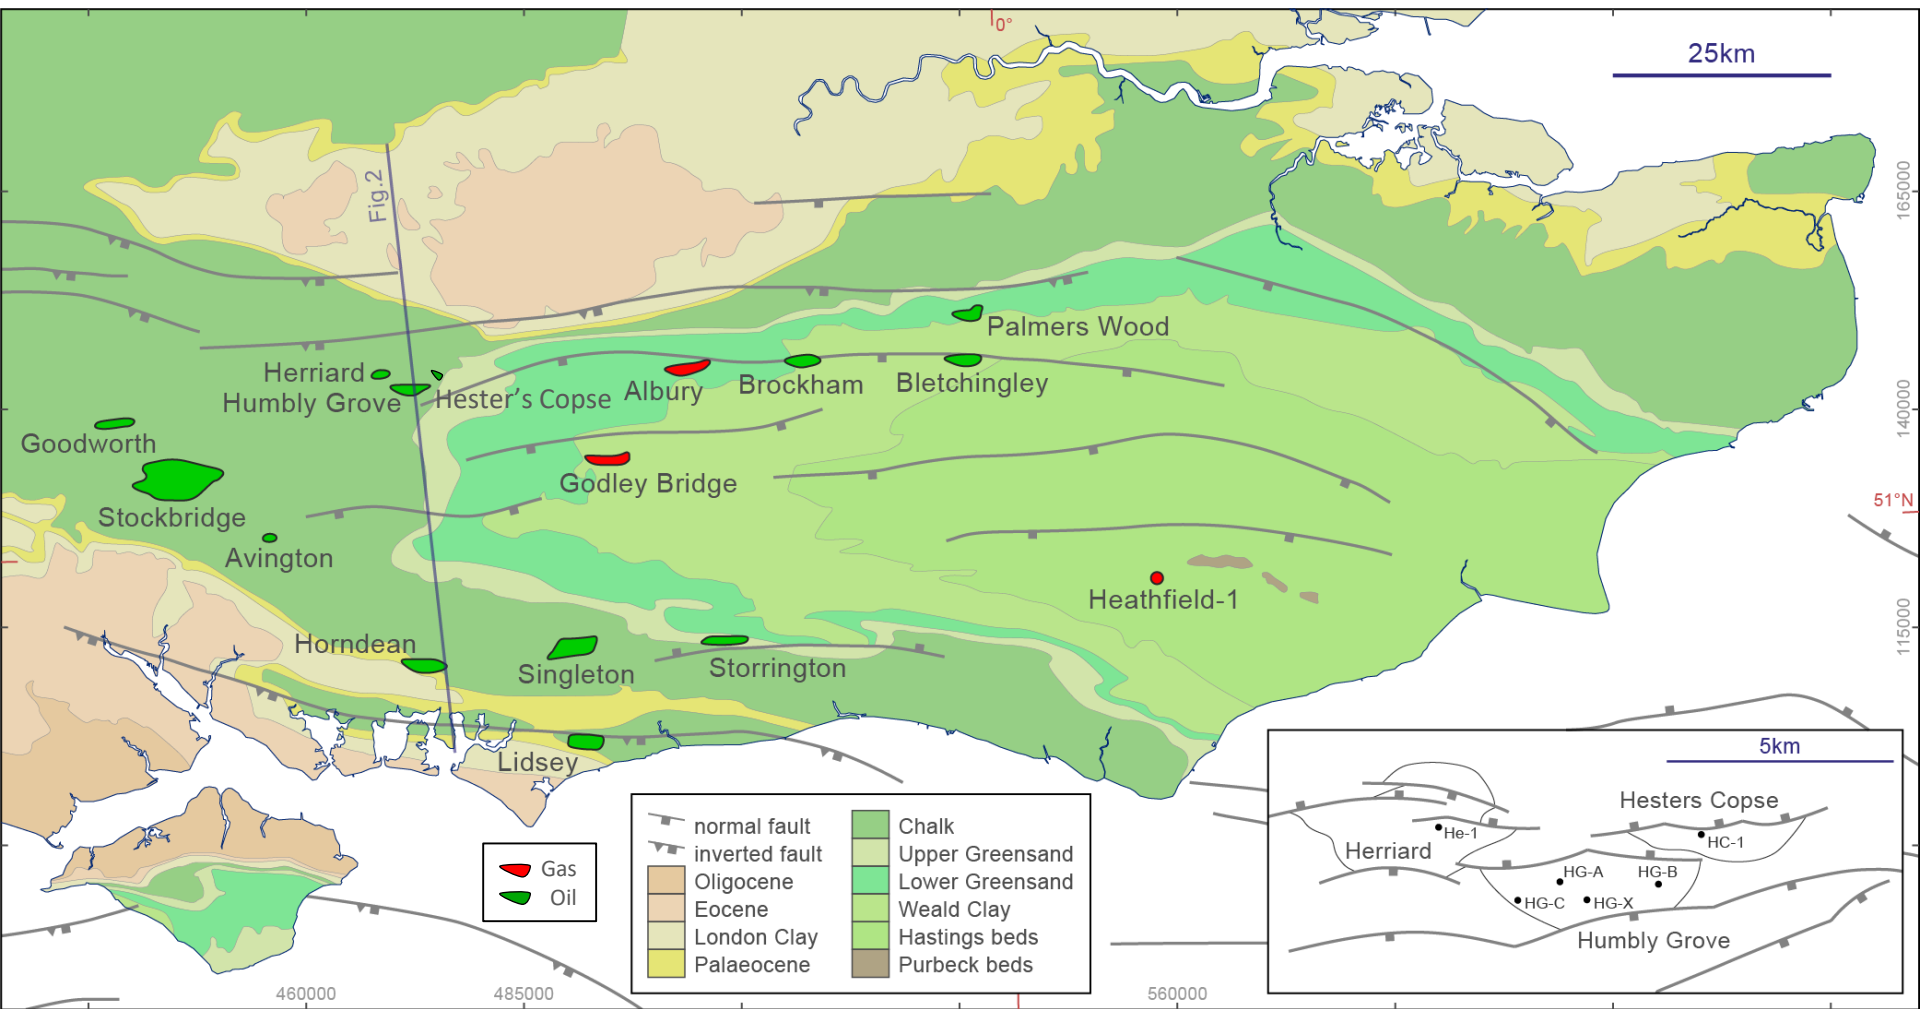 0°
25km
Fig.2
165000
Palmers Wood
Herriard
Humbly Grove
Hester's Copse
Albury
Brockham
Bletchingley
140000
Goodworth
Godley Bridge
Stockbridge
51°N
Avington
Heathfield-1
115000
Horndean
Singleton
Storrington
Lidsey
normal fault
inverted fault
Oligocene
Eocene
London Clay
Palaeocene
Chalk
Upper Greensand
Lower Greensand
Weald Clay
Hastings beds
Purbeck beds
Gas
Oil
5km
Hesters Copse
He-1
HC-1
Herriard
HG-A
HG-B
HG-C
HG-X
Humbly Grove
460000
485000
560000